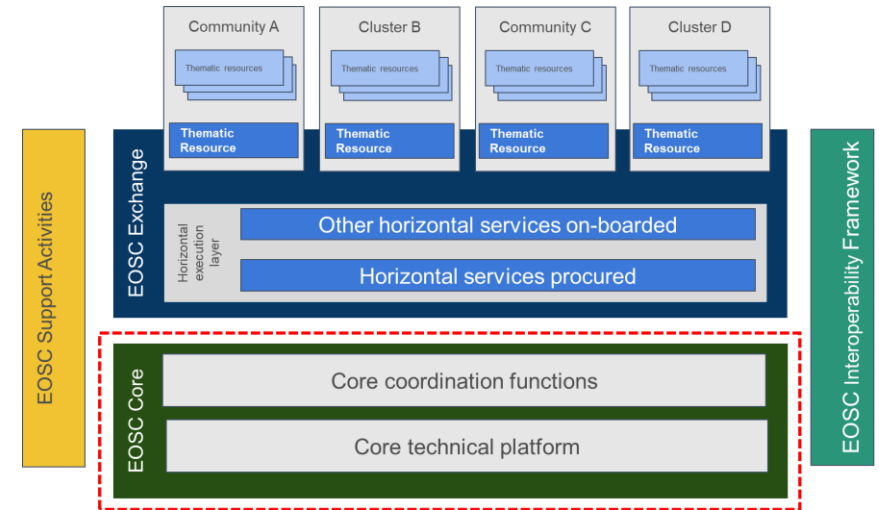 Community A
Cluster B
Community C
Cluster D
Thematic resources
Thematic resources
Thematic resources
Thematic resources
Thematic
Resource
Thematic
Resource
Thematic
Resource
Thematic
Resource
EOSC Support Activities
EOSC Exchange
Horizontal
execution
layer
Other horizontal services on-boarded
Horizontal services procured
EOSC Interoperability Framework
EOSC Core
Core coordination functions
Core technical platform